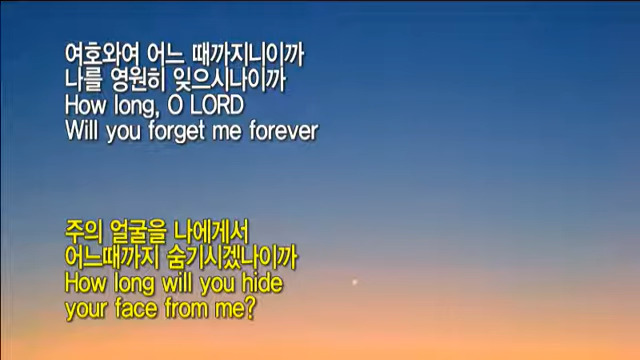 여호와여 어느 때까지니이까
나를 영원히 잊으시나이까
How long, O LORD
Will you forget me forever
주의 얼굴을 나에게서
어느때까지 숨기시겠나이까
How long will you hide
your face from me?